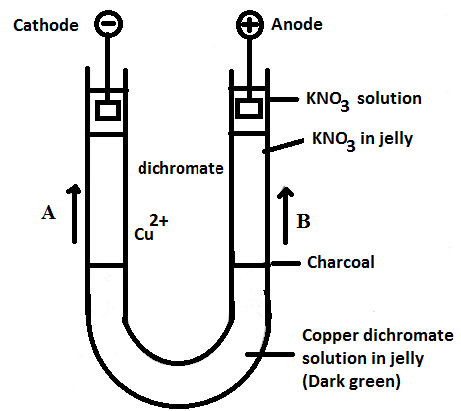 Cathode
Anode
KNO3 solution
KNO3 in jelly
dichromate
A
Cu2+
B
Charcoal
Copper dichromate
solution in jelly
(Dark green)